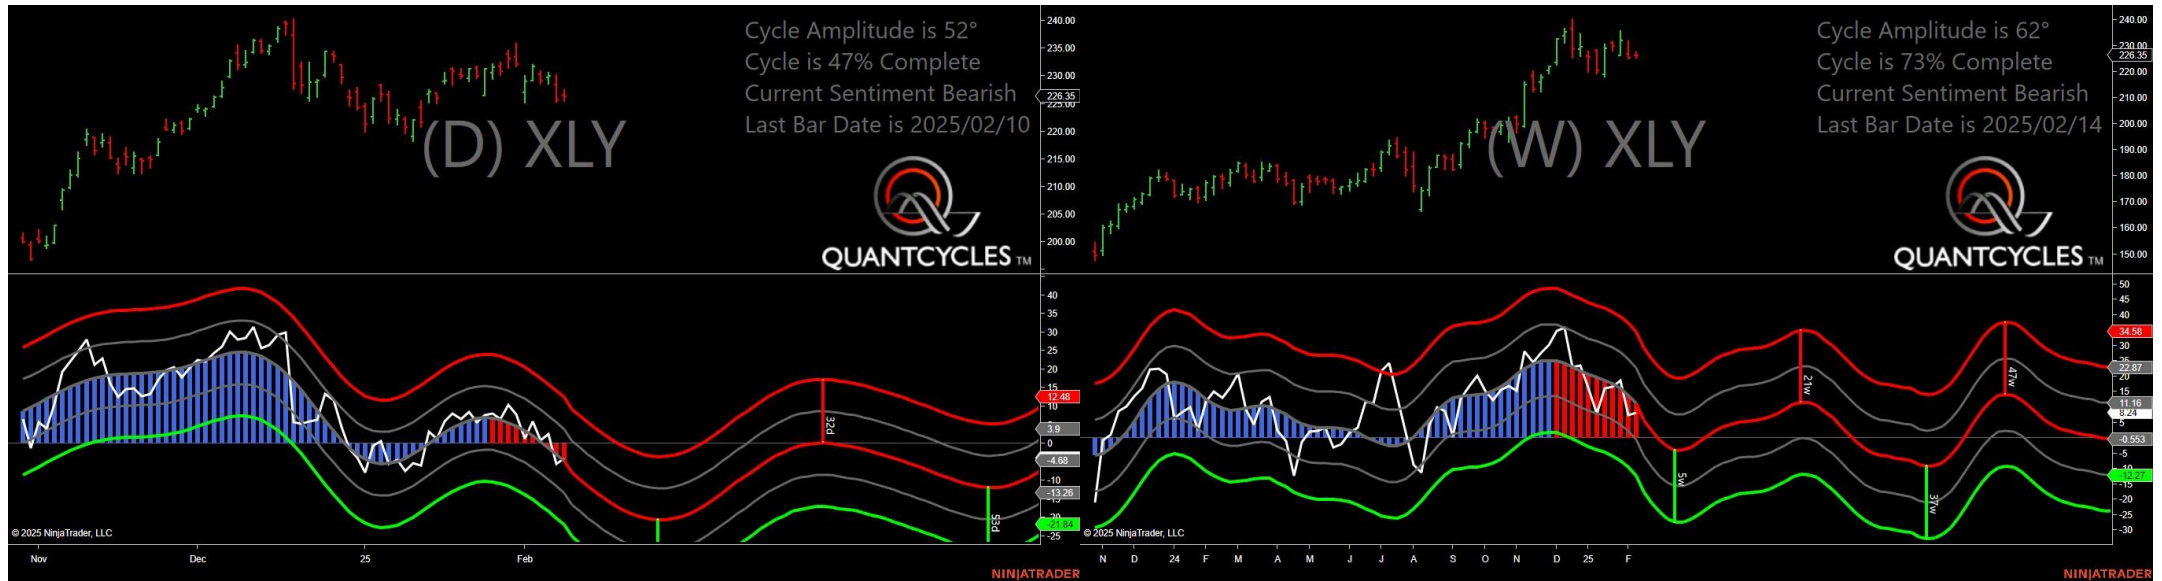 Cycle Amplitude is 52°
Cycle is 47% Complete
Current Sentiment Bearish
Last Bar Date is 2025/02/10
(D) XLY
QUANTCYCLES TM
240.00
235.00
230.00
226.35
225.00
220.00
215.00
210.00
205.00
200.00
40
35
30
25
20
15
12.48
10
3.9
0
-4.68
-10
-13.26
-21.84
-25
32d
53d
© 2025 NinjaTrader, LLC
Nov Dec 25 Feb
NINJATRADER
Cycle Amplitude is 62°
Cycle is 73% Complete
Current Sentiment Bearish
Last Bar Date is 2025/02/14
(W) XLY
QUANTCYCLES TM
240.00
230.00
226.35
220.00
210.00
200.00
190.00
180.00
170.00
160.00
150.00
50
45
40
34.58
30
22.87
15
11.16
8.24
5
-0.553
-5
-12.27
-15
-20
-25
-30
5w
21w
37w
47w
© 2025 NinjaTrader, LLC
N D 24 F M A M J J A S O N D 25 F
NINJATRADER